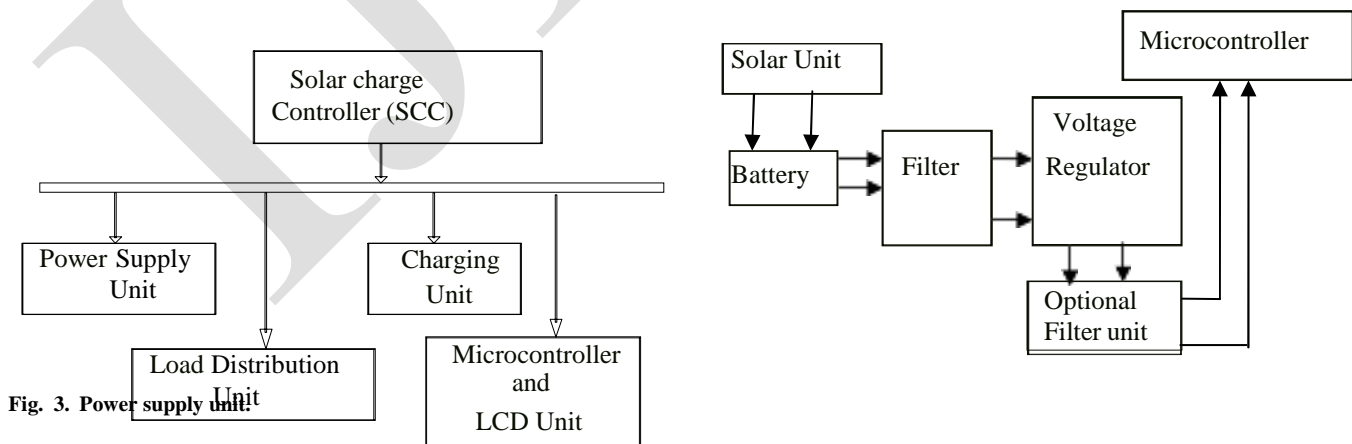 Solar charge
Controller (SCC)
Power Supply
Unit
Charging
Unit
Load Distribution
Unit
Microcontroller
and
LCD Unit
Fig. 3. Power supply unit.
Solar Unit
Battery
Filter
Voltage
Regulator
Optional
Filter unit
Microcontroller